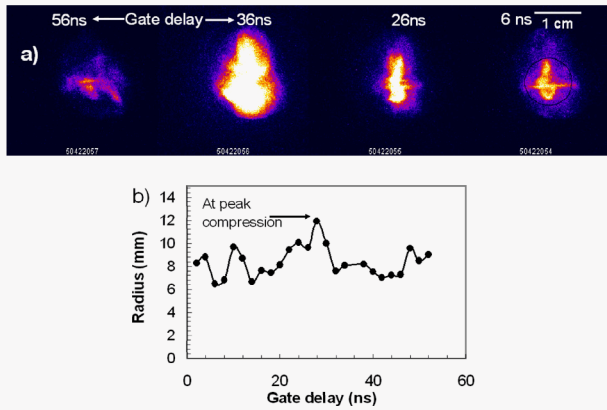 56ns Gate delay 36ns 26ns 6 ns 1 cm
a)
50422057 50422058 50422055 50422054
b)
At peak
compression
Radius (mm)
14
12
10
8
6
4
2
0
0 20 40 60
Gate delay (ns)